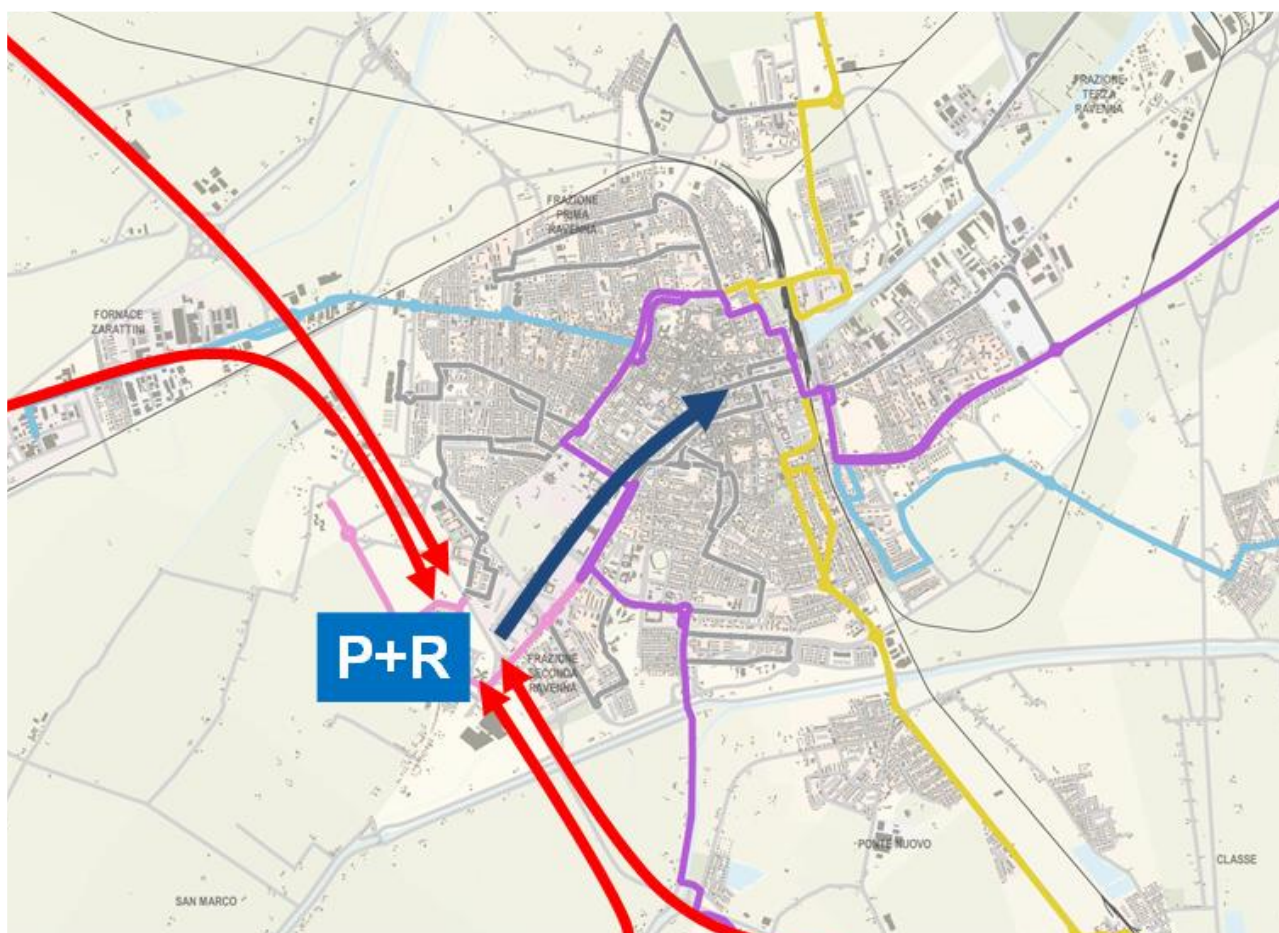 FRAZIONE
TERZA
RAVENNA
FRAZIONE
PRIMA
RAVENNA
FORNACE
ZARATTINI
P+R
FRAZIONE
SECONDA
RAVENNA
PONTE NUOVO
CLASSE
SAN MARCO